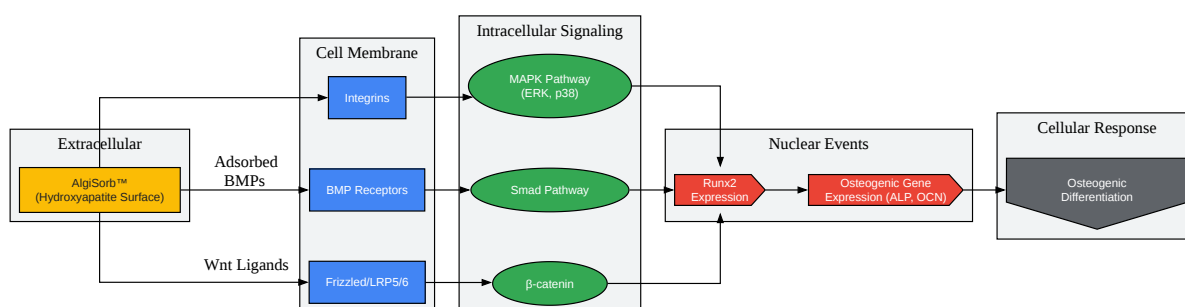 Intracellular Signaling
Cell Membrane
MAPK Pathway
(ERK, p38)
Integrins
Extracellular
Nuclear Events
Cellular Response
Adsorbed
BMPs
AlgiSorb™
(Hydroxyapatite Surface)
BMP Receptors
Smad Pathway
Runx2
Expression
Osteogenic Gene
Expression (ALP, OCN)
Osteogenic
Differentiation
Wnt Ligands
Frizzled/LRP5/6
β-catenin